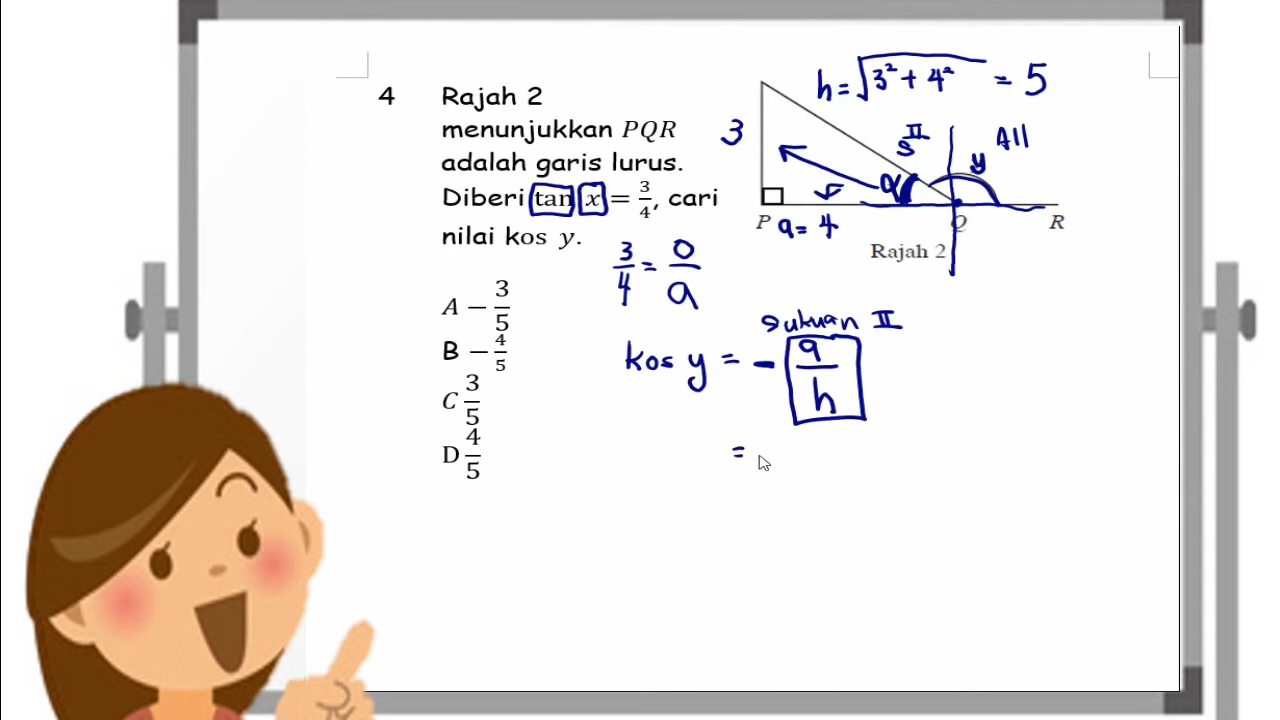 4 Rajah 2
menunjukkan PQR
adalah garis lurus.
Diberi tan x = 3/4, cari
nilai kos y.
A − 3/5
B − 4/5
C 3/5
D 4/5
h = √3² + 4² = 5
3
S II
All
y
P
a = 4
Q
R
Rajah 2
3/4 = o/a
sukuan II
kos y = − a/h
=